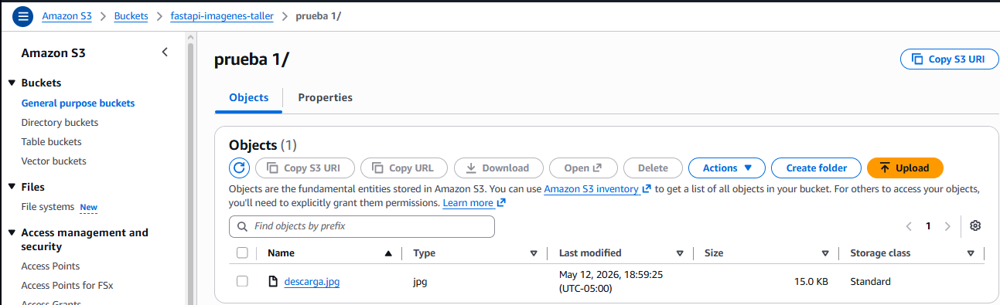 Amazon S3 > Buckets > fastapi-imagenes-taller > prueba 1/
Amazon S3
Buckets
General purpose buckets
Directory buckets
Table buckets
Vector buckets
Files
File systems New
Access management and
security
Access Points
Access Points for FSx
Access Grants
prueba 1/
Copy S3 URI
Objects Properties
Objects (1)
Copy S3 URI Copy URL Download Open Delete Actions Create folder Upload
Objects are the fundamental entities stored in Amazon S3. You can use Amazon S3 inventory to get a list of all objects in your bucket. For others to access your objects,
you'll need to explicitly grant them permissions. Learn more
Find objects by prefix
1
Name Type Last modified Size Storage class
descarga.jpg jpg May 12, 2026, 18:59:25 (UTC-05:00) 15.0 KB Standard